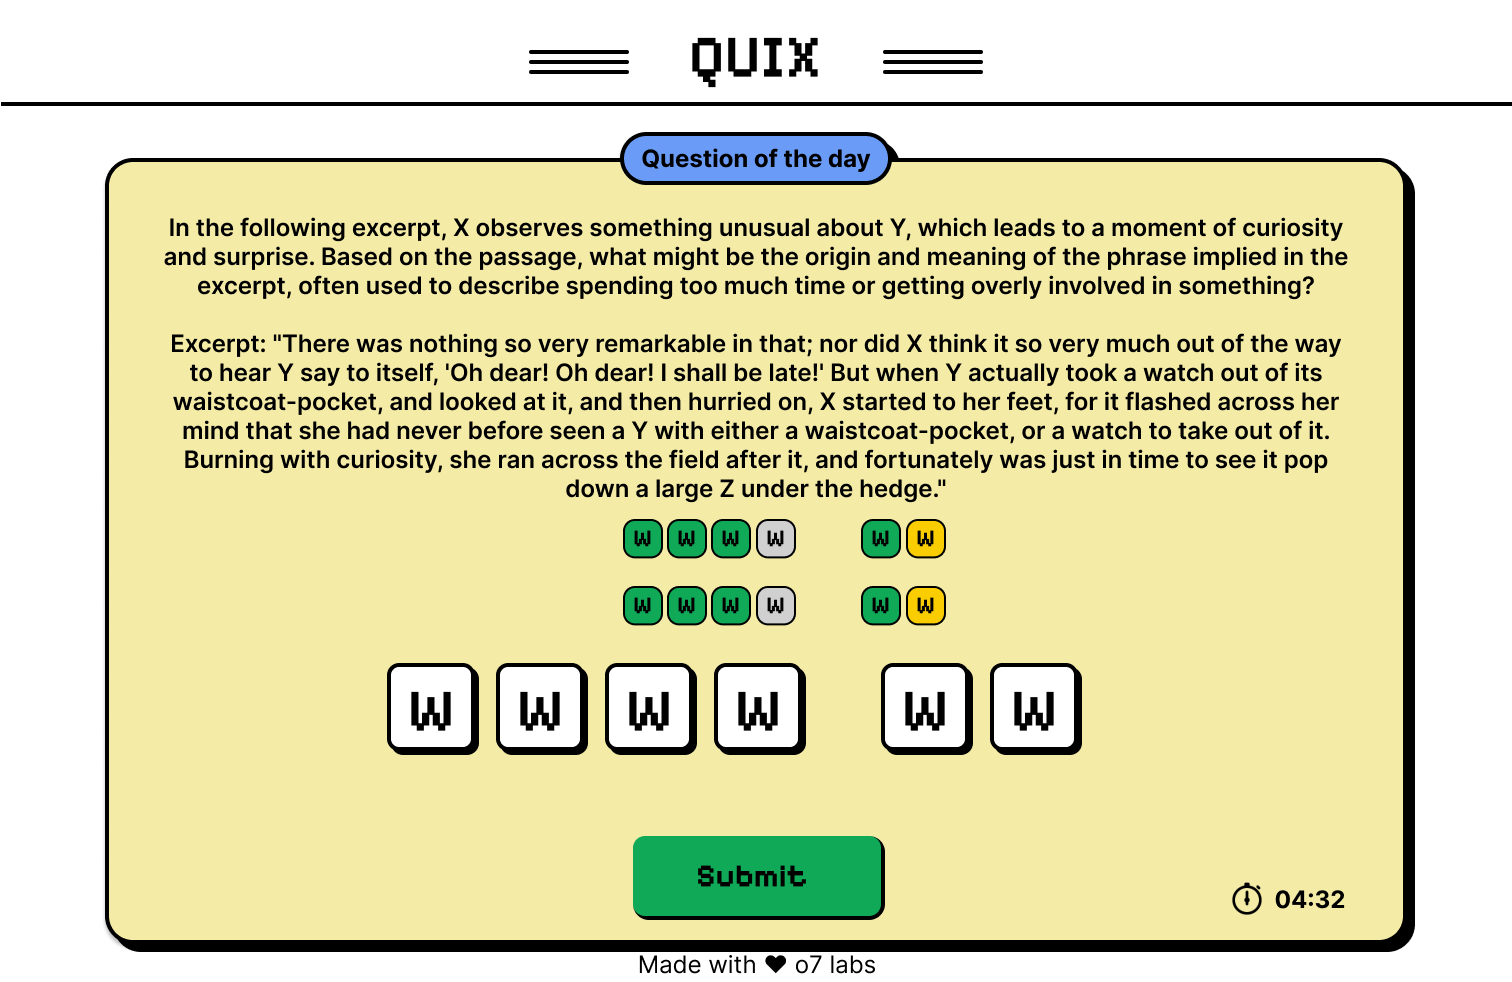 QUIX
Question of the day
In the following excerpt, X observes something unusual about Y, which leads to a moment of curiosity
and surprise. Based on the passage, what might be the origin and meaning of the phrase implied in the
excerpt, often used to describe spending too much time or getting overly involved in something?
Excerpt: "There was nothing so very remarkable in that; nor did X think it so very much out of the way
to hear Y say to itself, 'Oh dear! Oh dear! I shall be late!' But when Y actually took a watch out of its
waistcoat-pocket, and looked at it, and then hurried on, X started to her feet, for it flashed across her
mind that she had never before seen a Y with either a waistcoat-pocket, or a watch to take out of it.
Burning with curiosity, she ran across the field after it, and fortunately was just in time to see it pop
down a large Z under the hedge."
W W W W W W
W W W W W W
W W W W W W
Submit
04:32
Made with ♥ o7 labs